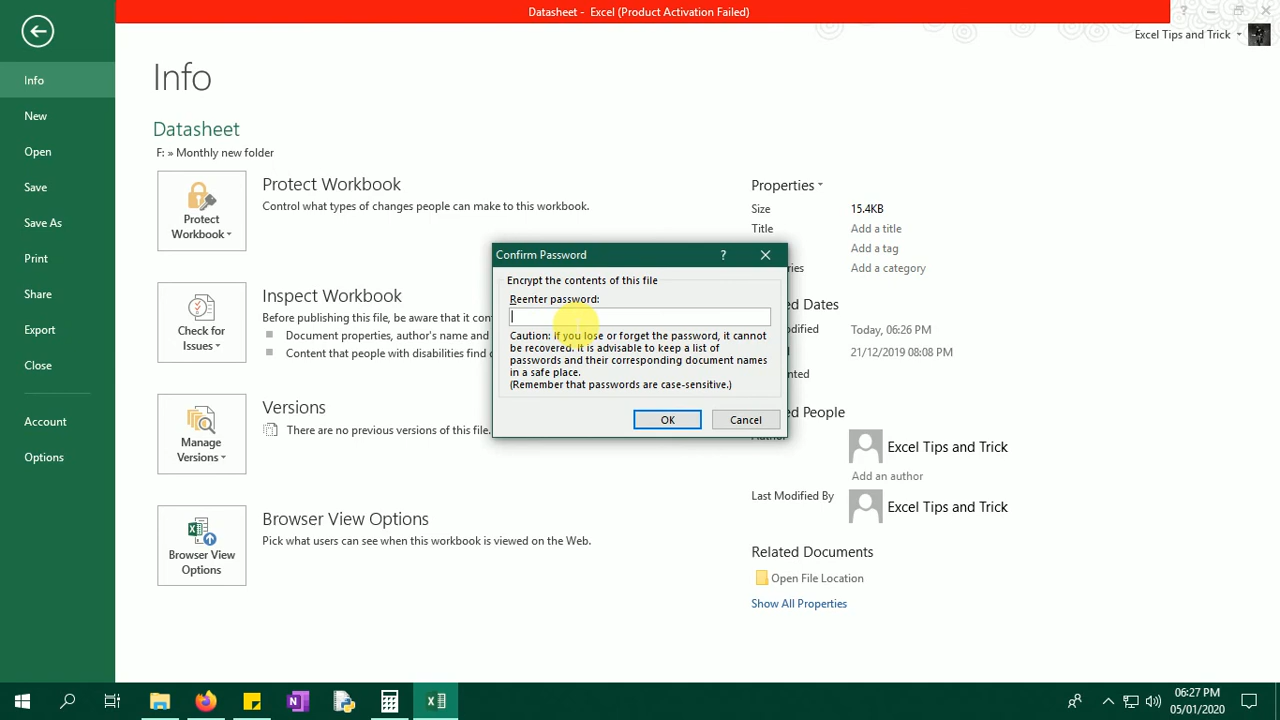 Datasheet - Excel (Product Activation Failed)
Excel Tips and Trick
Info
New
Open
Save
Save As
Print
Share
Export
Close
Account
Options
Info
Datasheet
F: » Monthly new folder
Protect Workbook
Protect Workbook
Control what types of changes people can make to this workbook.
Check for Issues
Inspect Workbook
Before publishing this file, be aware that it
Document properties, author's name and
Content that people with disabilities find
Manage Versions
Versions
There are no previous versions of this file.
Browser View Options
Browser View Options
Pick what users can see when this workbook is viewed on the Web.
Confirm Password
?
Encrypt the contents of this file
Reenter password:
Caution: If you lose or forget the password, it cannot
be recovered. It is advisable to keep a list of
passwords and their corresponding document names
in a safe place.
(Remember that passwords are case-sensitive.)
OK
Cancel
Properties
Size 15.4KB
Title Add a title
Add a tag
Add a category
Dates
Today, 06:26 PM
21/12/2019 08:08 PM
People
Excel Tips and Trick
Add an author
Last Modified By Excel Tips and Trick
Related Documents
Open File Location
Show All Properties
06:27 PM
05/01/2020